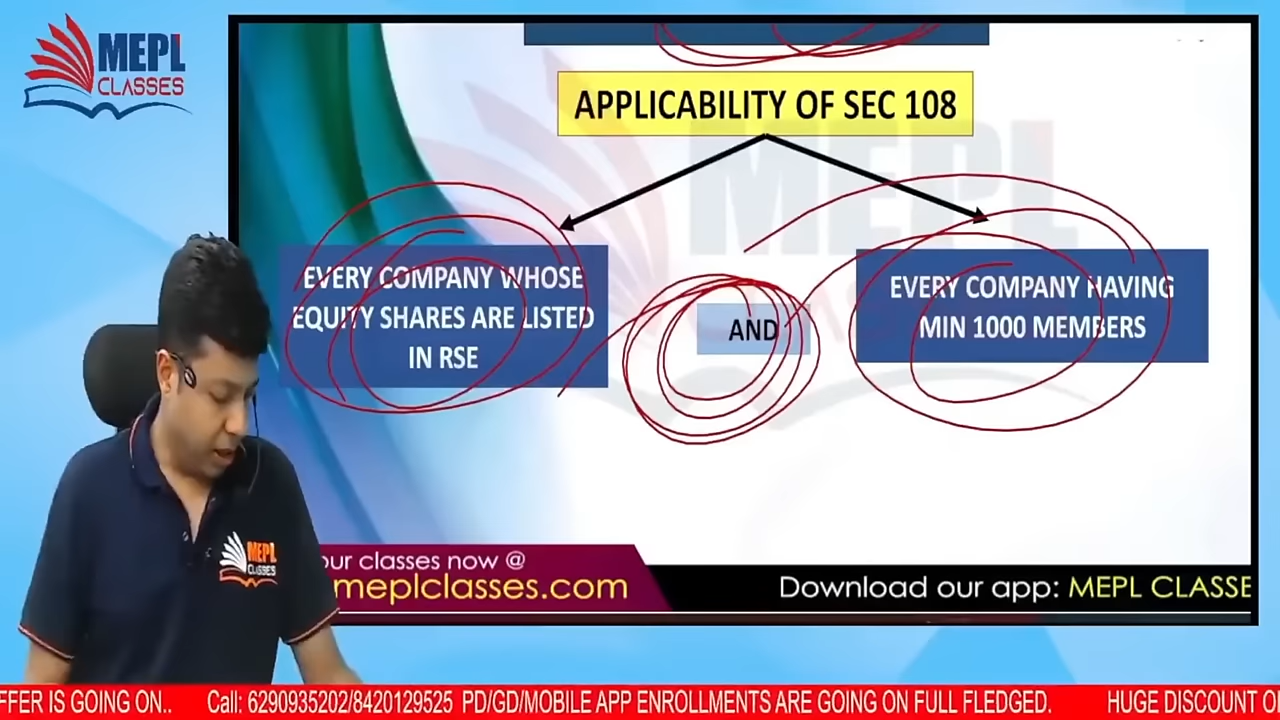 MEPL
CLASSES
APPLICABILITY OF SEC 108
EVERY COMPANY WHOSE
EQUITY SHARES ARE LISTED
IN RSE
AND
EVERY COMPANY HAVING
MIN 1000 MEMBERS
MEPL
MEPL
CLASSES
our classes now @
meplclasses.com
Download our app: MEPL CLASSE
FFER IS GOING ON.. Call: 6290935202/8420129525 PD/GD/MOBILE APP ENROLLMENTS ARE GOING ON FULL FLEDGED. HUGE DISCOUNT O